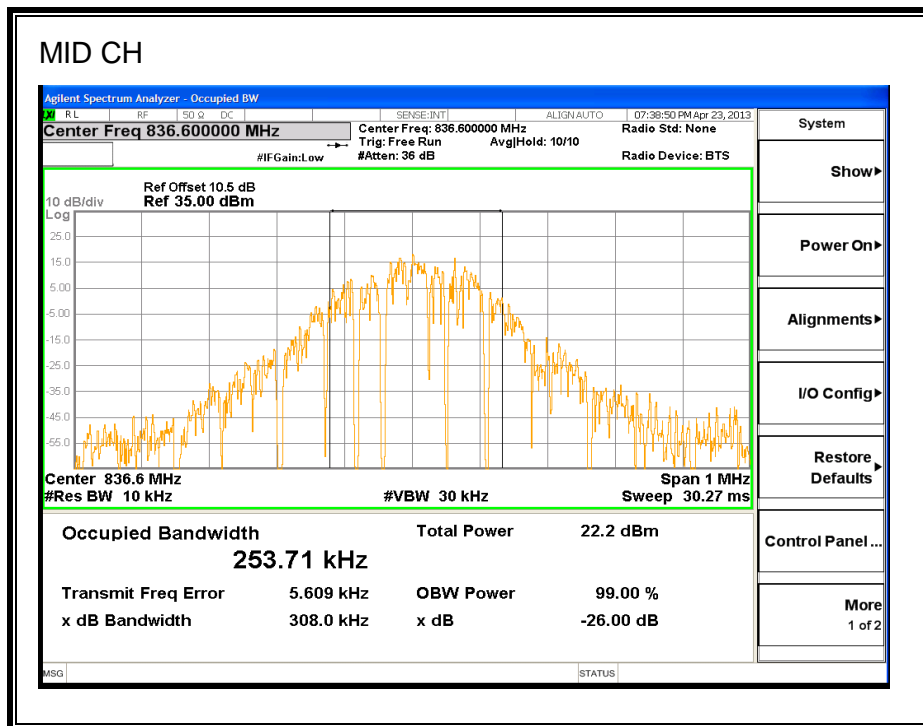 MID CH
Agilent Spectrum Analyzer - Occupied BW
LXI RL RF 50 Ω DC SENSE:INT ALIGN AUTO 07:38:50 PM Apr 23, 2013
Center Freq 836.600000 MHz
Center Freq: 836.600000 MHz
Radio Std: None
Trig: Free Run Avg|Hold: 10/10
#IFGain:Low #Atten: 36 dB Radio Device: BTS
Ref Offset 10.5 dB
10 dB/div Ref 35.00 dBm
Log
25.0
15.0
5.00
-5.00
-15.0
-25.0
-35.0
-45.0
-55.0
Center 836.6 MHz Span 1 MHz
#Res BW 10 kHz #VBW 30 kHz Sweep 30.27 ms
Occupied Bandwidth Total Power 22.2 dBm
253.71 kHz
Transmit Freq Error 5.609 kHz OBW Power 99.00 %
x dB Bandwidth 308.0 kHz x dB -26.00 dB
MSG STATUS
System
Show
Power On
Alignments
I/O Config
Restore
Defaults
Control Panel...
More
1 of 2